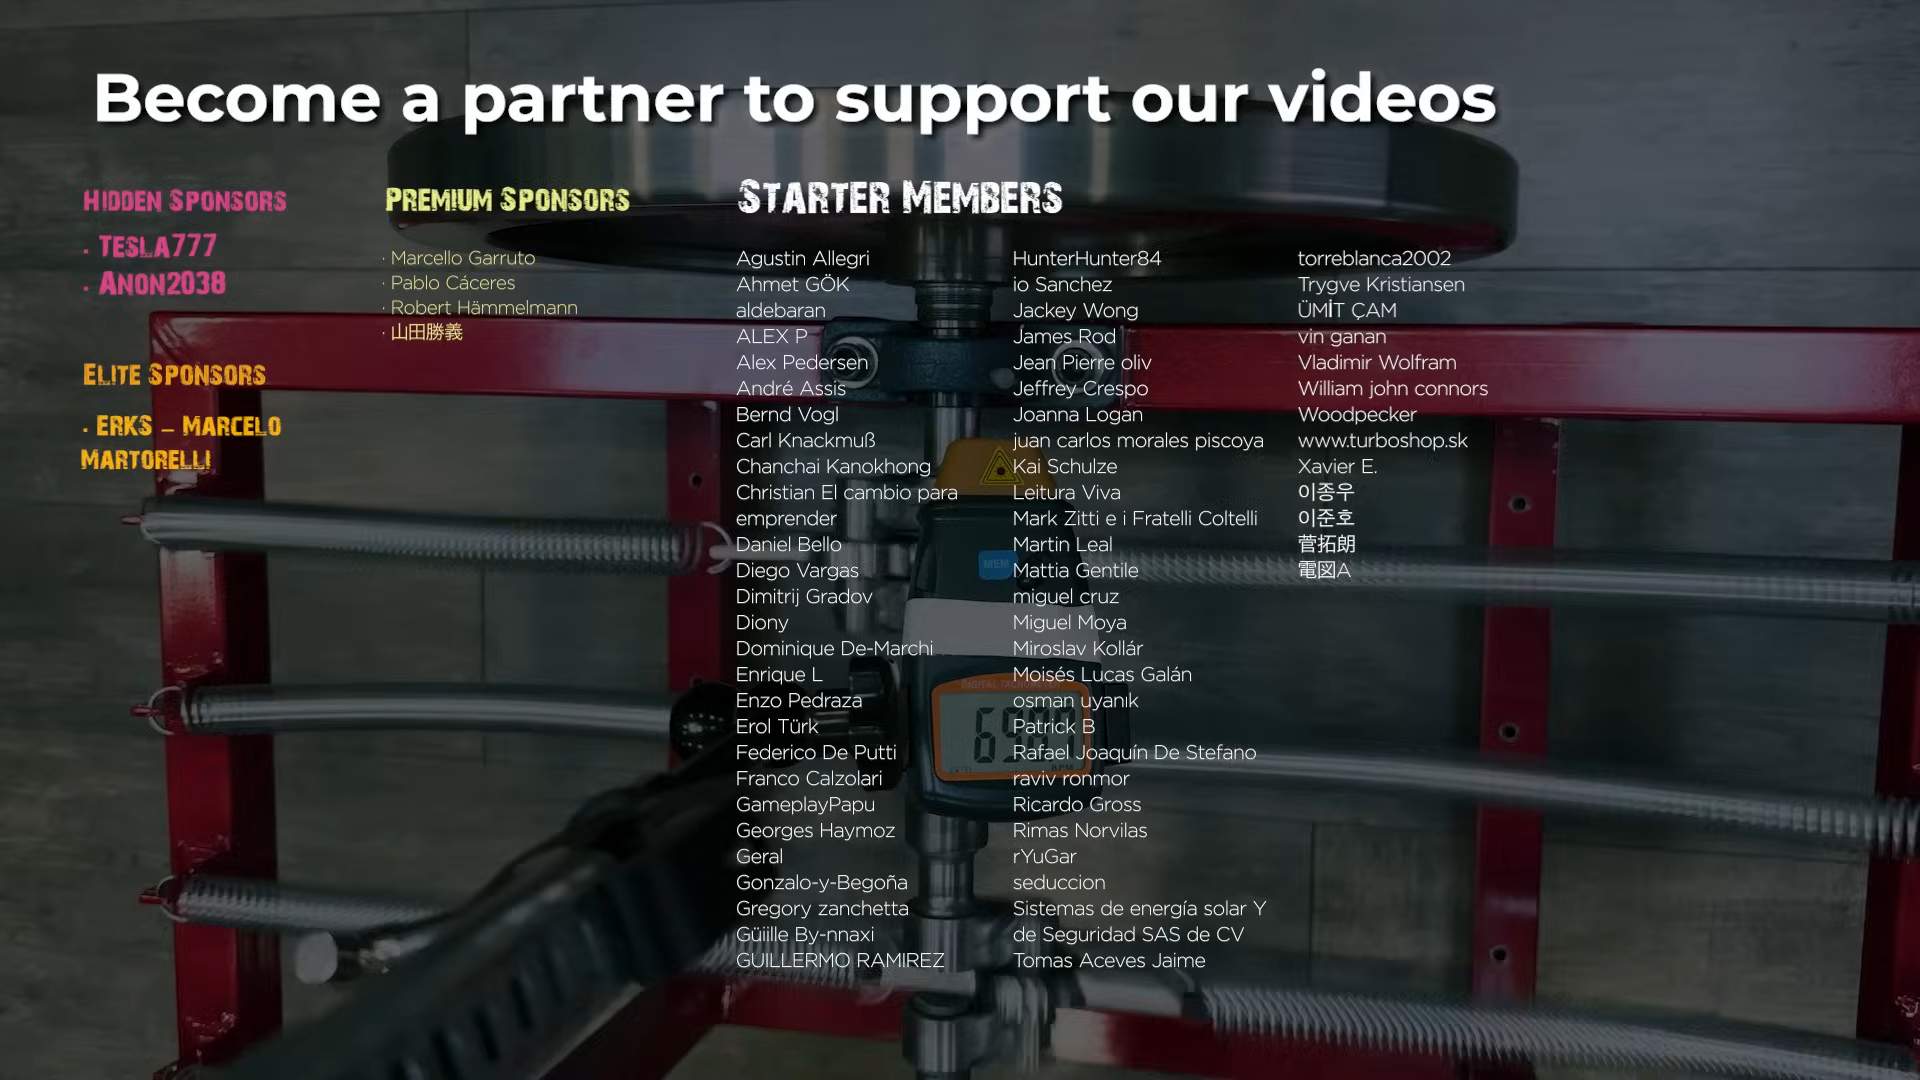 Become a partner to support our videos
Hidden Sponsors
· Tesla777
· Anon2038
Elite Sponsors
· ERKS – Marcelo
Martorelli
Premium Sponsors
· Marcello Garruto
· Pablo Cáceres
· Robert Hämmelmann
· 山田勝義
Starter Members
Agustin Allegri
Ahmet GÖK
aldebaran
ALEX P
Alex Pedersen
André Assis
Bernd Vogl
Carl Knackmuß
Chanchai Kanokhong
Christian El cambio para
emprender
Daniel Bello
Diego Vargas
Dimitrij Gradov
Diony
Dominique De-Marchi
Enrique L
Enzo Pedraza
Erol Türk
Federico De Putti
Franco Calzolari
GameplayPapu
Georges Haymoz
Geral
Gonzalo-y-Begoña
Gregory zanchetta
Güiille By-nnaxi
GUILLERMO RAMIREZ
HunterHunter84
io Sanchez
Jackey Wong
James Rod
Jean Pierre oliv
Jeffrey Crespo
Joanna Logan
juan carlos morales piscoya
Kai Schulze
Leitura Viva
Mark Zitti e i Fratelli Coltelli
Martin Leal
Mattia Gentile
miguel cruz
Miguel Moya
Miroslav Kollár
Moisés Lucas Galán
osman uyanık
Patrick B
Rafael Joaquín De Stefano
raviv ronmor
Ricardo Gross
Rimas Norvilas
rYuGar
seduccion
Sistemas de energía solar Y
de Seguridad SAS de CV
Tomas Aceves Jaime
torreblanca2002
Trygve Kristiansen
ÜMİT ÇAM
vin ganan
Vladimir Wolfram
William john connors
Woodpecker
www.turboshop.sk
Xavier E.
이종우
이준호
菅拓朗
電図A
MEM
DIGITAL TACHOMETER
RPM